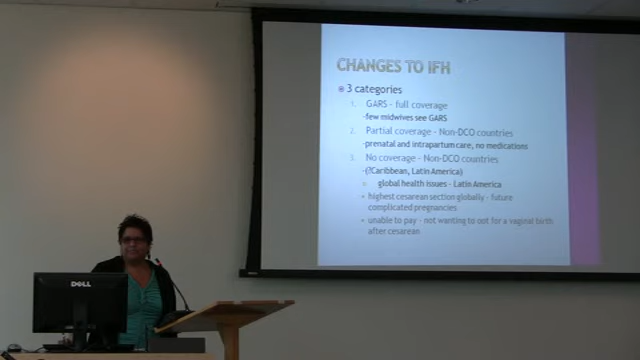 CHANGES TO IFH
3 categories
1. GARS - full coverage
-few midwives see GARS
2. Partial coverage - Non-DCO countries
-prenatal and intrapartum care, no medications
3. No coverage - Non-DCO countries
-(?Caribbean, Latin America)
global health issues - Latin America
highest cesarean section globally - future
complicated pregnancies
unable to pay - not wanting to opt for a vaginal birth
after cesarean
DELL